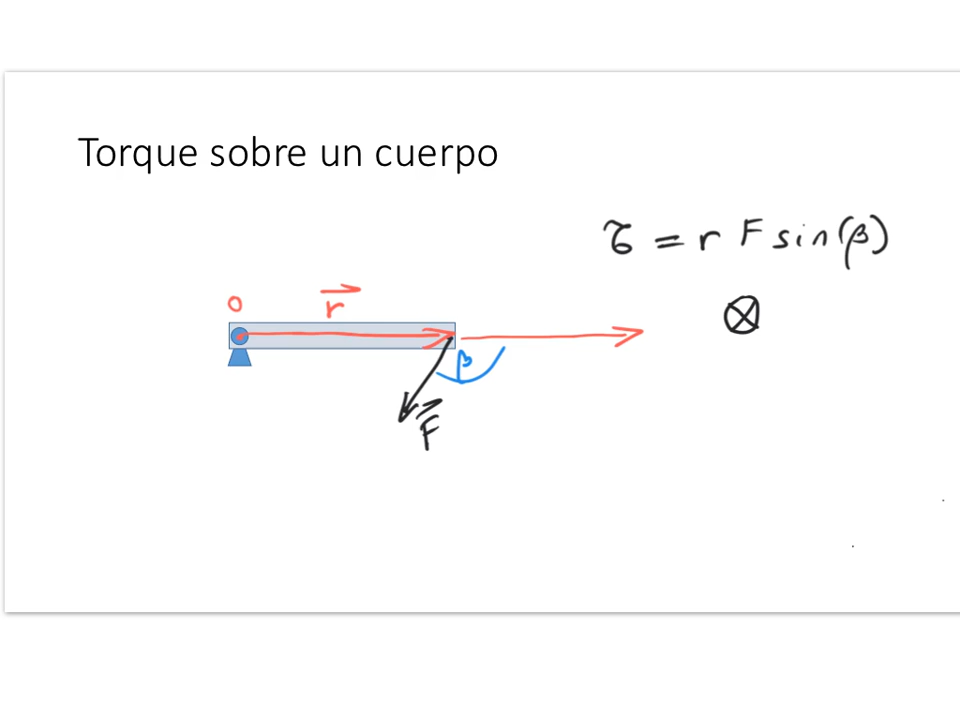 Torque sobre un cuerpo
τ = r F sin(β)
o
r⃗
β
F⃗